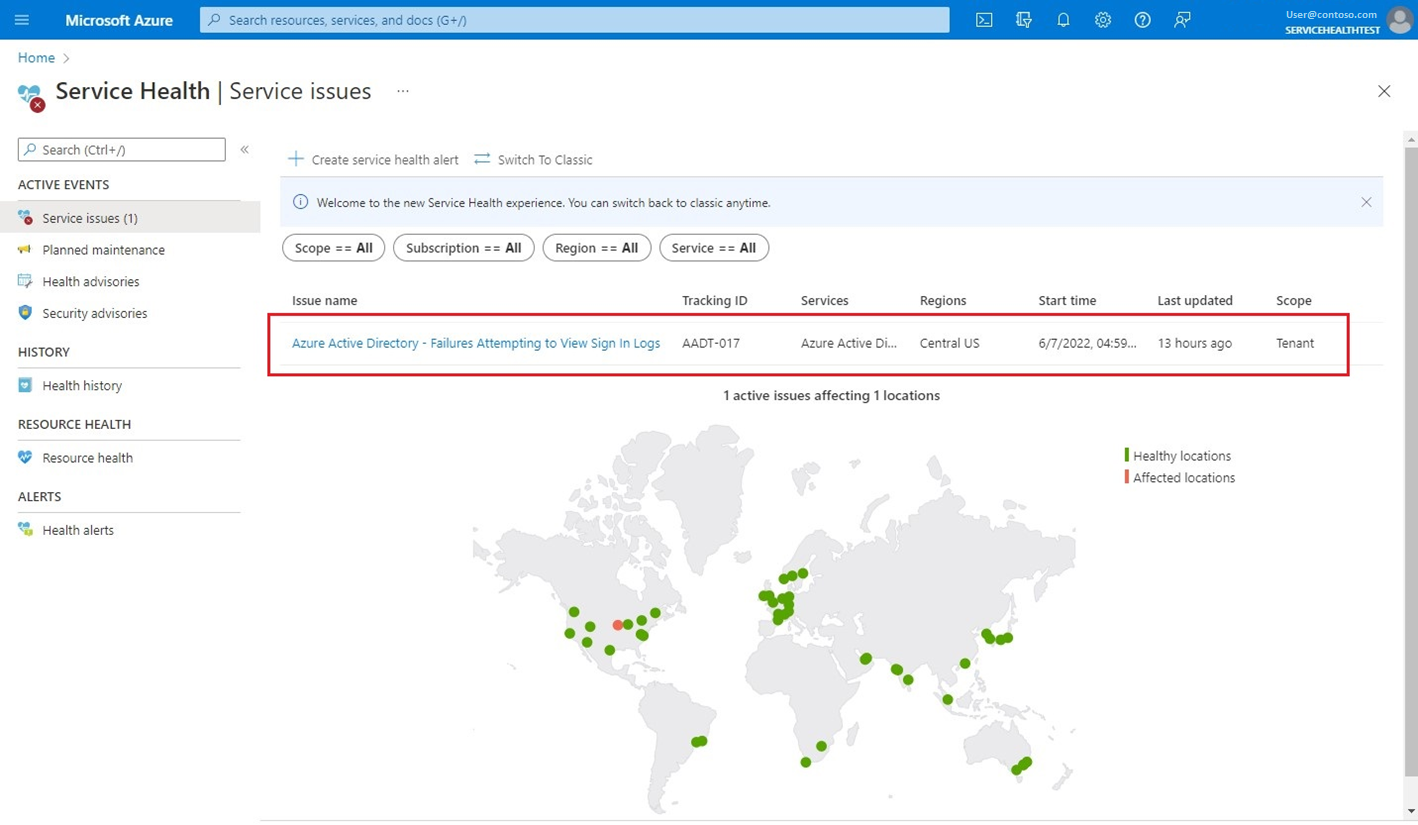 Microsoft Azure
Search resources, services, and docs (G+/)
User@contoso.com
SERVICEHEALTHTEST
Home
Service Health | Service issues
...
Search (Ctrl+/)
«
ACTIVE EVENTS
Service issues (1)
Planned maintenance
Health advisories
Security advisories
HISTORY
Health history
RESOURCE HEALTH
Resource health
ALERTS
Health alerts
Create service health alert
Switch To Classic
Welcome to the new Service Health experience. You can switch back to classic anytime.
Scope == All
Subscription == All
Region == All
Service == All
Issue name Tracking ID Services Regions Start time Last updated Scope
Azure Active Directory - Failures Attempting to View Sign In Logs AADT-017 Azure Active Di... Central US 6/7/2022, 04:59... 13 hours ago Tenant
1 active issues affecting 1 locations
Healthy locations
Affected locations